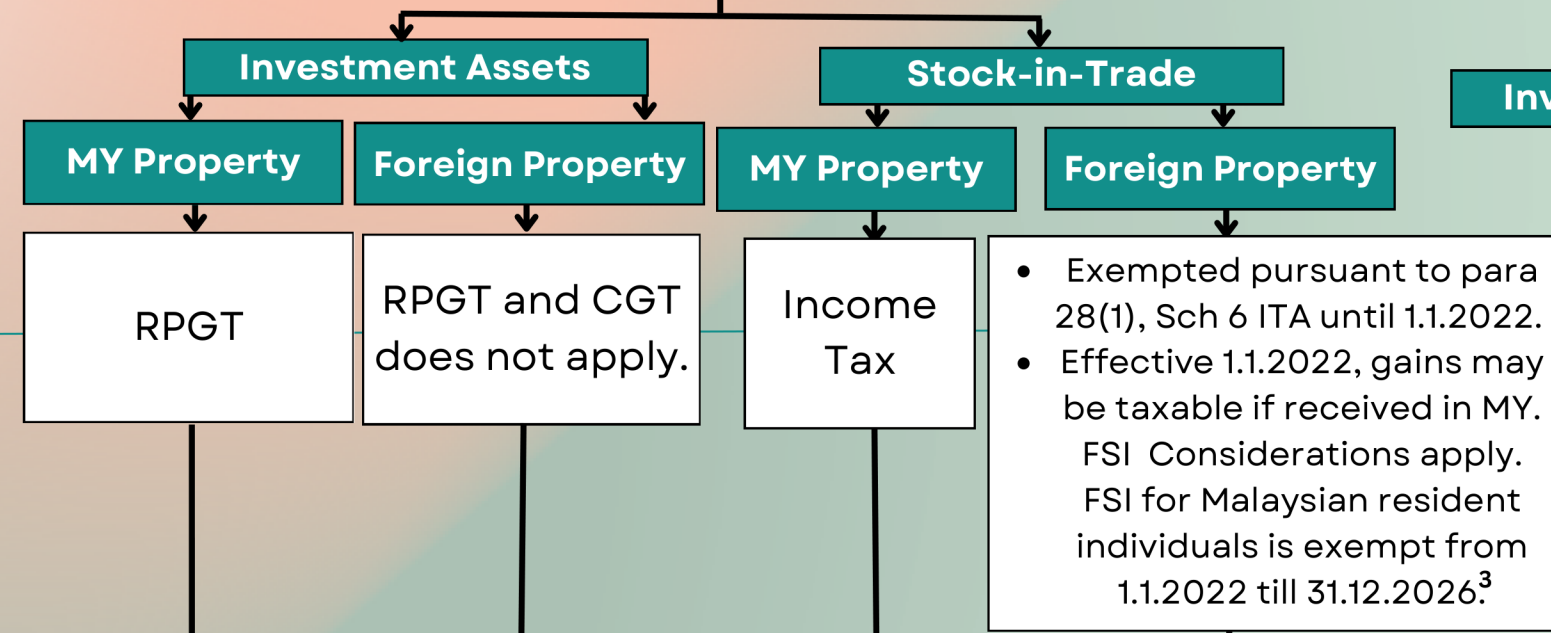 Investment Assets
Stock-in-Trade
Inv
MY Property
Foreign Property
MY Property
Foreign Property
RPGT
RPGT and CGT
does not apply.
Income
Tax
• Exempted pursuant to para
28(1), Sch 6 ITA until 1.1.2022.
• Effective 1.1.2022, gains may
be taxable if received in MY.
FSI Considerations apply.
FSI for Malaysian resident
individuals is exempt from
1.1.2022 till 31.12.2026.³